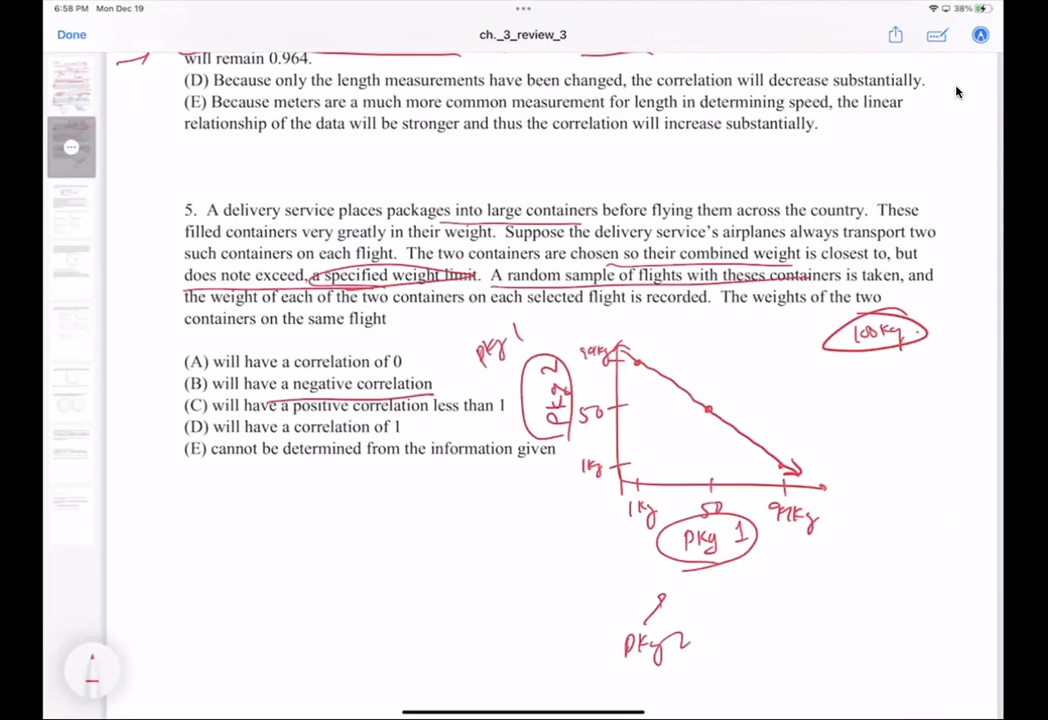 6:58 PM Mon Dec 19
38%
Done
ch._3_review_3
will remain 0.964.
(D) Because only the length measurements have been changed, the correlation will decrease substantially.
(E) Because meters are a much more common measurement for length in determining speed, the linear
relationship of the data will be stronger and thus the correlation will increase substantially.
5. A delivery service places packages into large containers before flying them across the country. These
filled containers very greatly in their weight. Suppose the delivery service's airplanes always transport two
such containers on each flight. The two containers are chosen so their combined weight is closest to, but
does note exceed, a specified weight limit. A random sample of flights with theses containers is taken, and
the weight of each of the two containers on each selected flight is recorded. The weights of the two
containers on the same flight
100kg
(A) will have a correlation of 0
(B) will have a negative correlation
(C) will have a positive correlation less than 1
(D) will have a correlation of 1
(E) cannot be determined from the information given
pkg 1
pkg 2
99kg
50
1kg
1kg
50
99kg
pkg 1
pkg 2